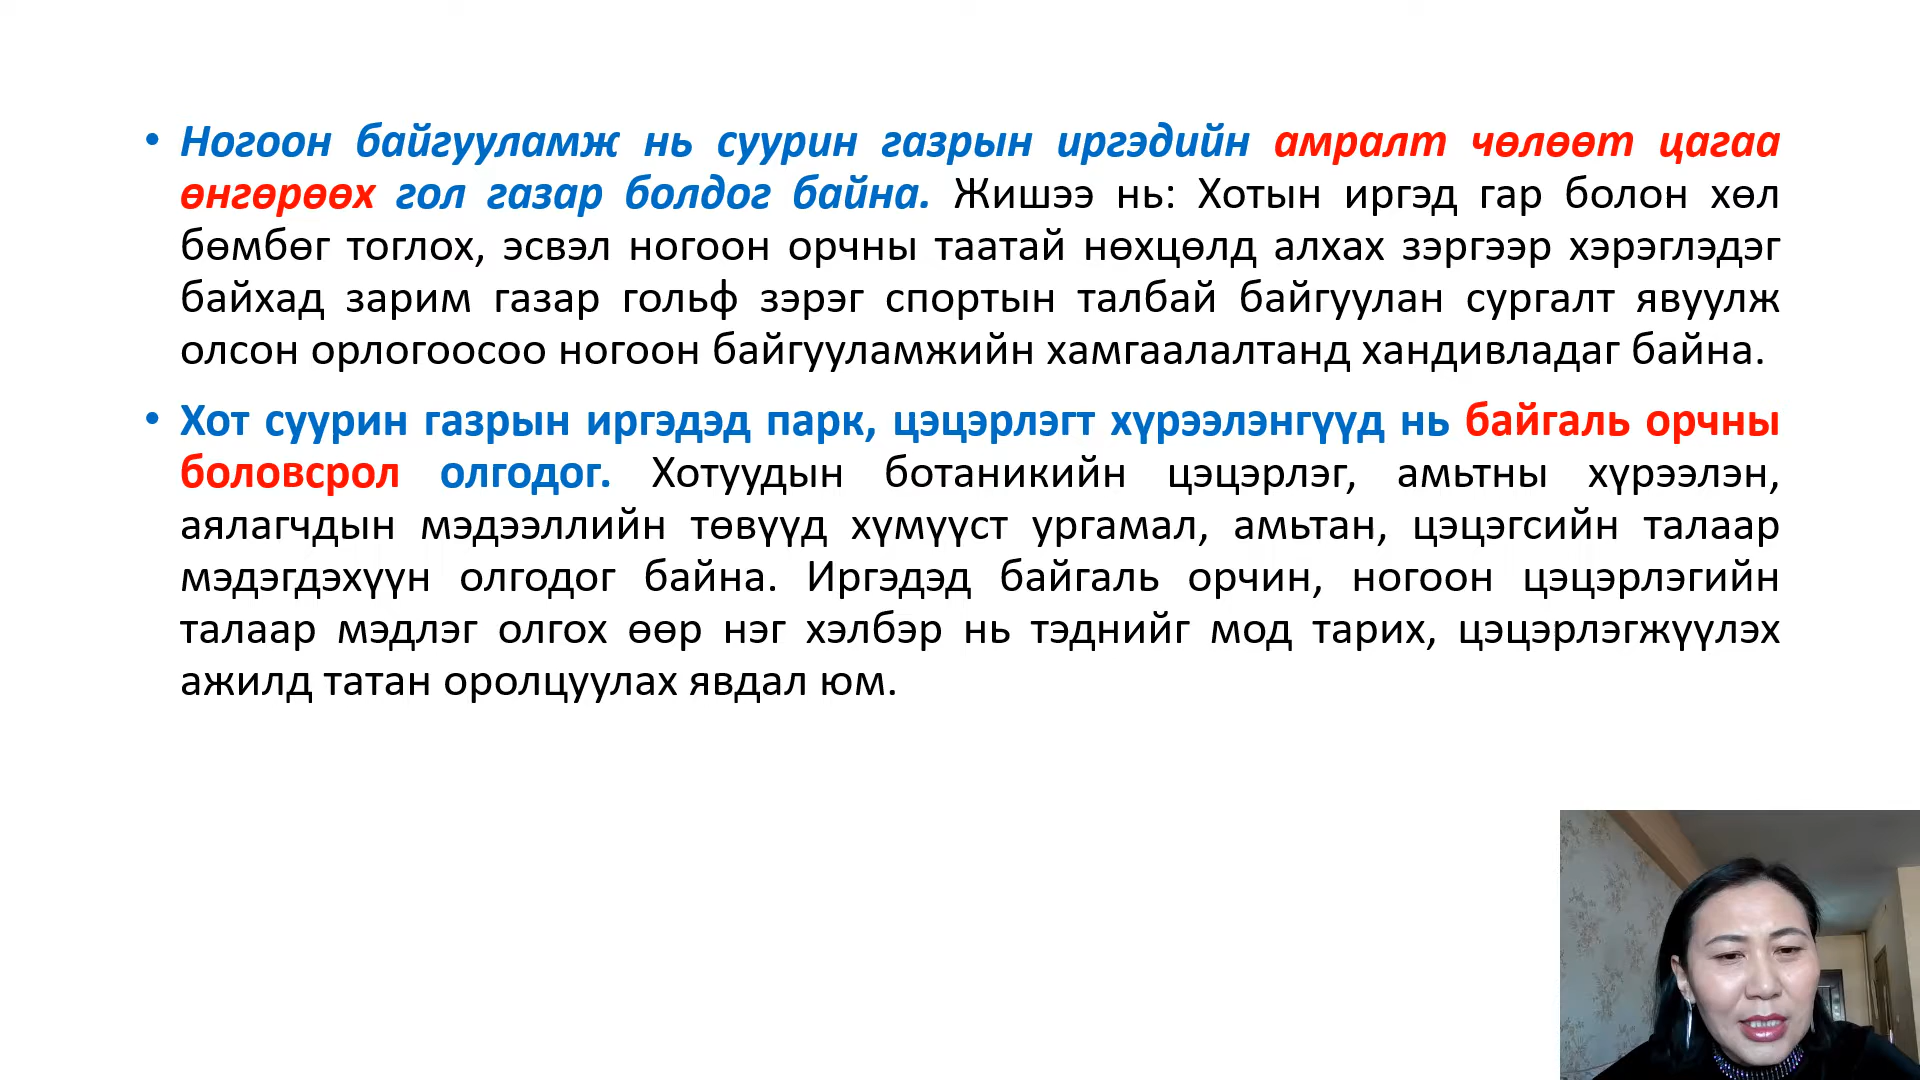 • Ногоон байгууламж нь суурин газрын иргэдийн амралт чөлөөт цагаа
өнгөрөөх гол газар болдог байна. Жишээ нь: Хотын иргэд гар болон хөл
бөмбөг тоглох, эсвэл ногоон орчны таатай нөхцөлд алхах зэргээр хэрэглэдэг
байхад зарим газар гольф зэрэг спортын талбай байгуулан сургалт явуулж
олсон орлогоосоо ногоон байгууламжийн хамгаалалтанд хандивладаг байна.
• Хот суурин газрын иргэдэд парк, цэцэрлэгт хүрээлэнгүүд нь байгаль орчны
боловсрол олгодог. Хотуудын ботаникийн цэцэрлэг, амьтны хүрээлэн,
аялагчдын мэдээллийн төвүүд хүмүүст ургамал, амьтан, цэцэгсийн талаар
мэдэгдэхүүн олгодог байна. Иргэдэд байгаль орчин, ногоон цэцэрлэгийн
талаар мэдлэг олгох өөр нэг хэлбэр нь тэднийг мод тарих, цэцэрлэгжүүлэх
ажилд татан оролцуулах явдал юм.